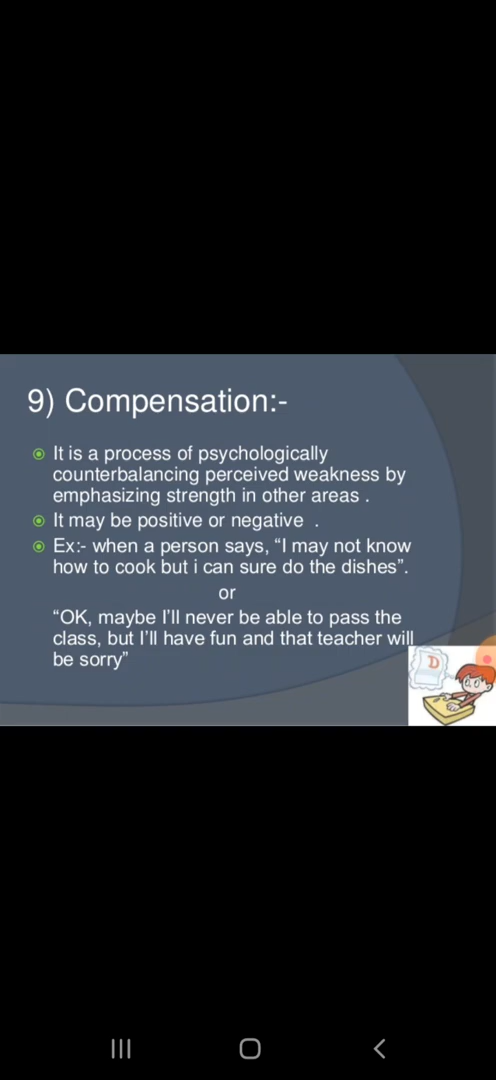 9) Compensation:-
It is a process of psychologically
counterbalancing perceived weakness by
emphasizing strength in other areas .
It may be positive or negative .
Ex:- when a person says, “I may not know
how to cook but i can sure do the dishes”.
or
“OK, maybe I’ll never be able to pass the
class, but I’ll have fun and that teacher will
be sorry”
D